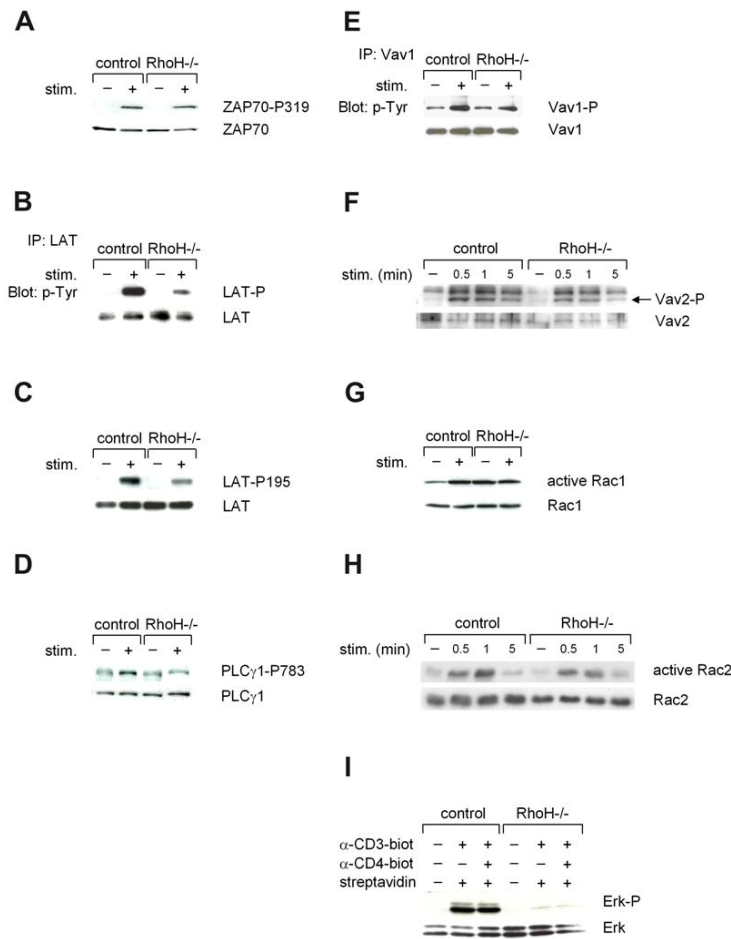 A
control RhoH-/-
stim. – + – +
ZAP70-P319
ZAP70
B
IP: LAT
control RhoH-/-
stim. – + – +
Blot: p-Tyr
LAT-P
LAT
C
control RhoH-/-
stim. – + – +
LAT-P195
LAT
D
control RhoH-/-
stim. – + – +
PLCγ1-P783
PLCγ1
E
IP: Vav1
control RhoH-/-
stim. – + – +
Blot: p-Tyr
Vav1-P
Vav1
F
control RhoH-/-
stim. (min) – 0.5 1 5 – 0.5 1 5
Vav2-P
Vav2
G
control RhoH-/-
stim. – + – +
active Rac1
Rac1
H
control RhoH-/-
stim. (min) – 0.5 1 5 – 0.5 1 5
active Rac2
Rac2
I
control RhoH-/-
α-CD3-biot – + + – + +
α-CD4-biot – – + – – +
streptavidin – + + – + +
Erk-P
Erk